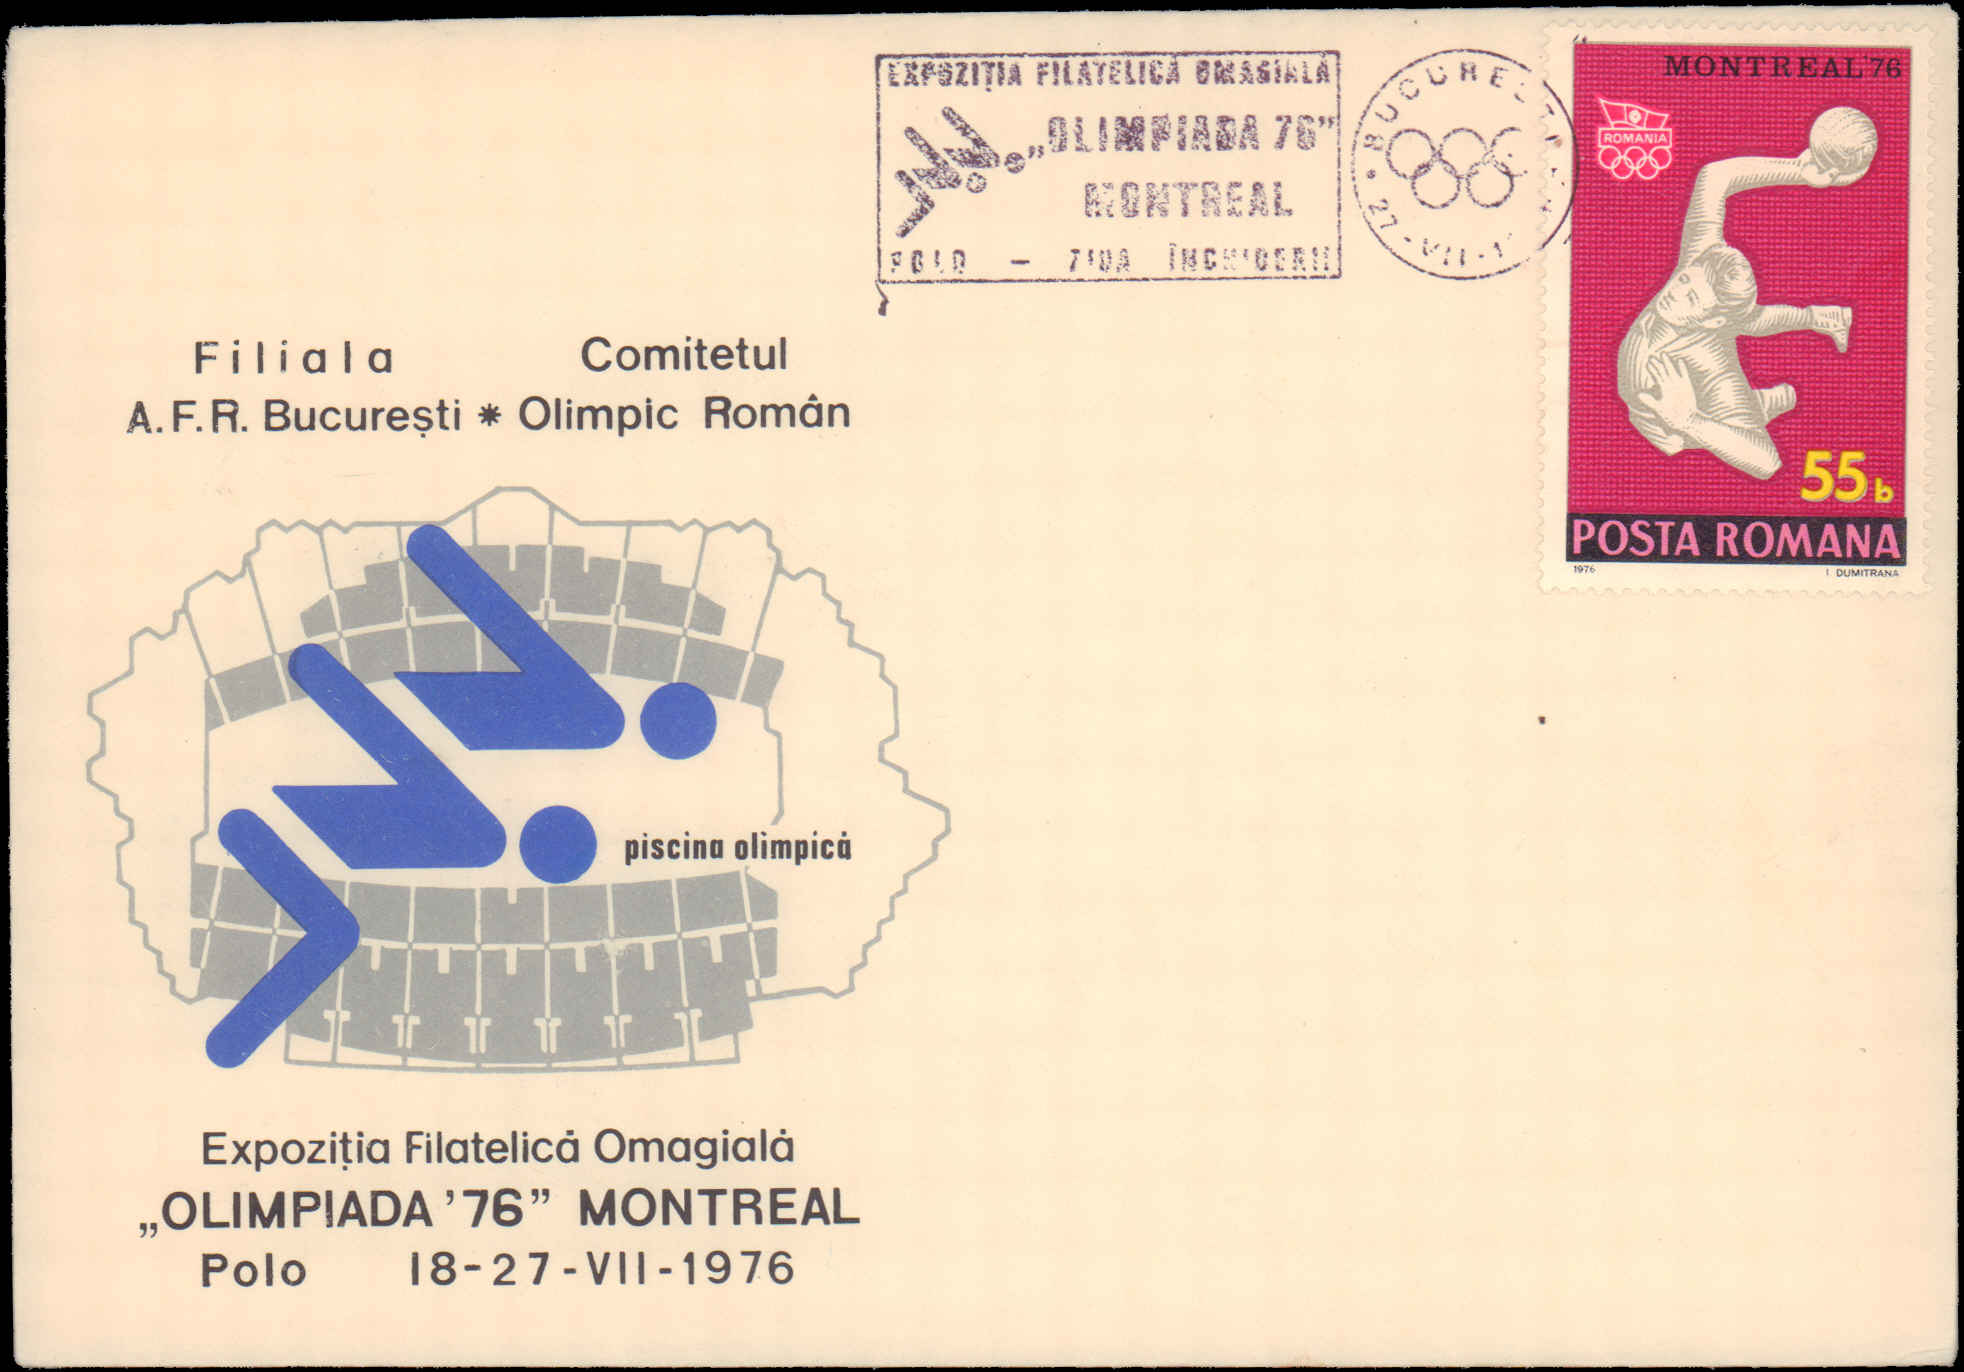 EXPOZIȚIA FILATELICĂ OMAGIALĂ
„OLIMPIADA 76”
MONTREAL
POLO – ZIUA ÎNCHIDERII
BUCUREȘTI
27-VII-1
MONTREAL'76
ROMANIA
55b
POSTA ROMANA
1976 I DUMITRANA
Filiala Comitetul
A.F.R. București * Olimpic Român
piscina olimpică
Expoziția Filatelică Omagială
„OLIMPIADA '76” MONTREAL
Polo 18-27-VII-1976